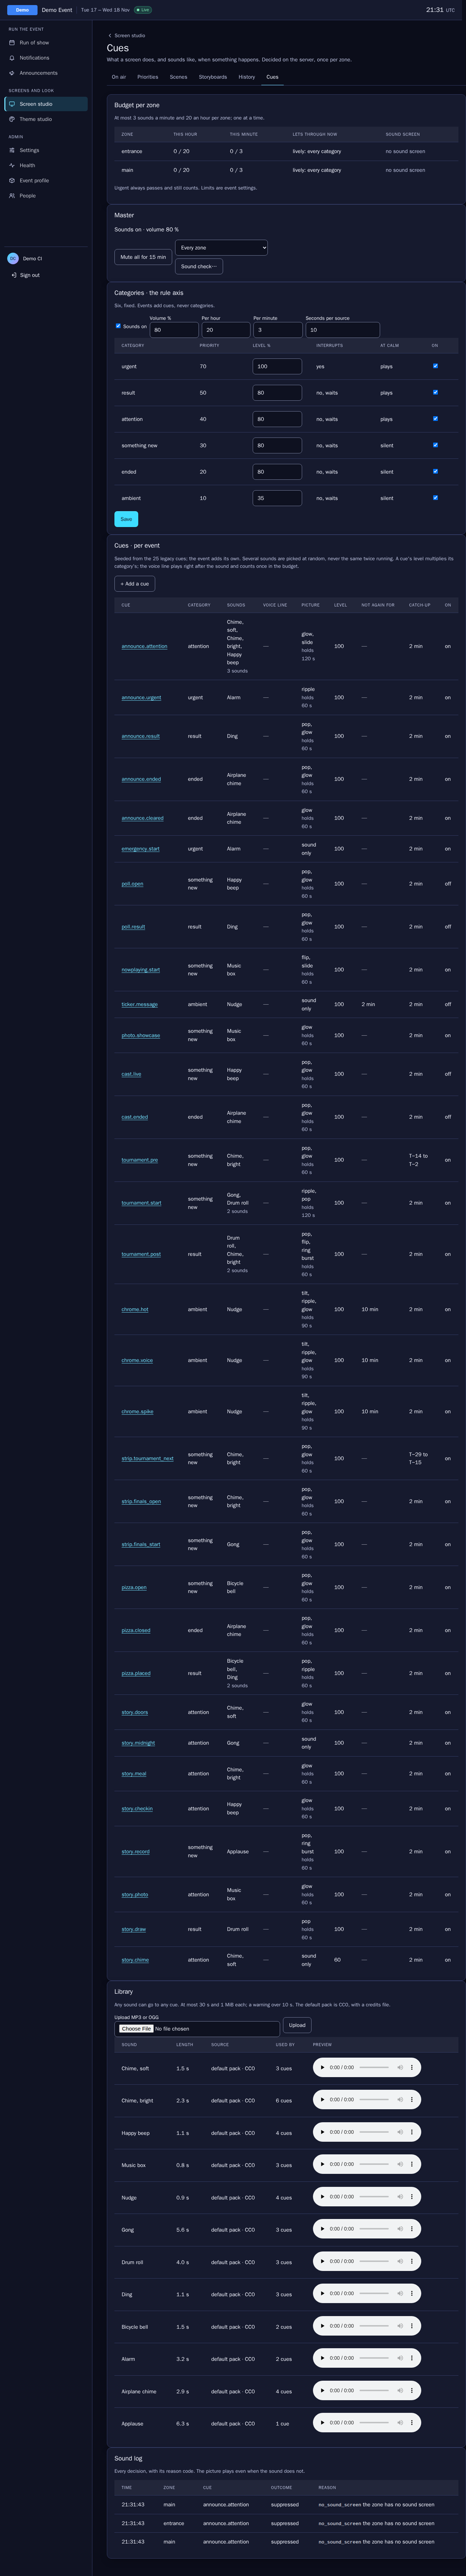 Demo
Demo Event
Tue 17 – Wed 18 Nov
Live
21:31 UTC
RUN THE EVENT
Run of show
Notifications
Announcements
SCREENS AND LOOK
Screen studio
Theme studio
ADMIN
Settings
Health
Event profile
People
DC
Demo CI
Sign out
Screen studio
Cues
What a screen does, and sounds like, when something happens. Decided on the server, once per zone.
On air Priorities Scenes Storyboards History Cues
Budget per zone
At most 3 sounds a minute and 20 an hour per zone; one at a time.
ZONE THIS HOUR THIS MINUTE LETS THROUGH NOW SOUND SCREEN
entrance 0 / 20 0 / 3 lively: every category no sound screen
main 0 / 20 0 / 3 lively: every category no sound screen
Urgent always passes and still counts. Limits are event settings.
Master
Sounds on · volume 80 %
Mute all for 15 min
Every zone
Sound check…
Categories · the rule axis
Six, fixed. Events add cues, never categories.
Sounds on
Volume % Per hour Per minute Seconds per source
80 20 3 10
CATEGORY PRIORITY LEVEL % INTERRUPTS AT CALM ON
urgent 70 100 yes plays
result 50 80 no, waits plays
attention 40 80 no, waits plays
something new 30 80 no, waits silent
ended 20 80 no, waits silent
ambient 10 35 no, waits silent
Save
Cues · per event
Seeded from the 25 legacy cues; the event adds its own. Several sounds are picked at random, never the same twice running. A cue's level multiplies its
category's; the voice line plays right after the sound and counts once in the budget.
+ Add a cue
CUE CATEGORY SOUNDS VOICE LINE PICTURE LEVEL NOT AGAIN FOR CATCH-UP ON
announce.attention attention Chime, soft, Chime, bright, Happy beep 3 sounds — glow, slide holds 120 s 100 — 2 min on
announce.urgent urgent Alarm — ripple holds 60 s 100 — 2 min on
announce.result result Ding — pop, glow holds 60 s 100 — 2 min on
announce.ended ended Airplane chime — pop, glow holds 60 s 100 — 2 min on
announce.cleared ended Airplane chime — glow holds 60 s 100 — 2 min on
emergency.start urgent Alarm — sound only 100 — 2 min on
poll.open something new Happy beep — pop, glow holds 60 s 100 — 2 min off
poll.result result Ding — pop, glow holds 60 s 100 — 2 min off
nowplaying.start something new Music box — flip, slide holds 60 s 100 — 2 min on
ticker.message ambient Nudge — sound only 100 2 min 2 min off
photo.showcase something new Music box — glow holds 60 s 100 — 2 min on
cast.live something new Happy beep — pop, glow holds 60 s 100 — 2 min off
cast.ended ended Airplane chime — pop, glow holds 60 s 100 — 2 min off
tournament.pre something new Chime, bright — pop, glow holds 60 s 100 — T−14 to T−2 on
tournament.start something new Gong, Drum roll 2 sounds — ripple, pop holds 120 s 100 — 2 min on
tournament.post result Drum roll, Chime, bright 2 sounds — pop, flip, ring burst holds 60 s 100 — 2 min on
chrome.hot ambient Nudge — tilt, ripple, glow holds 90 s 100 10 min 2 min on
chrome.voice ambient Nudge — tilt, ripple, glow holds 90 s 100 10 min 2 min on
chrome.spike ambient Nudge — tilt, ripple, glow holds 90 s 100 10 min 2 min on
strip.tournament_next something new Chime, bright — pop, glow holds 60 s 100 — T−29 to T−15 on
strip.finals_open something new Chime, bright — pop, glow holds 60 s 100 — 2 min on
strip.finals_start something new Gong — pop, glow holds 60 s 100 — 2 min on
pizza.open something new Bicycle bell — pop, glow holds 60 s 100 — 2 min on
pizza.closed ended Airplane chime — pop, glow holds 60 s 100 — 2 min on
pizza.placed result Bicycle bell, Ding 2 sounds — pop, ripple holds 60 s 100 — 2 min on
story.doors attention Chime, soft — glow holds 60 s 100 — 2 min on
story.midnight attention Gong — sound only 100 — 2 min on
story.meal attention Chime, bright — glow holds 60 s 100 — 2 min on
story.checkin attention Happy beep — glow holds 60 s 100 — 2 min on
story.record something new Applause — pop, ring burst holds 60 s 100 — 2 min on
story.photo attention Music box — glow holds 60 s 100 — 2 min on
story.draw result Drum roll — pop holds 60 s 100 — 2 min on
story.chime attention Chime, soft — sound only 60 — 2 min on
Library
Any sound can go to any cue. At most 30 s and 1 MiB each; a warning over 10 s. The default pack is CC0, with a credits file.
Upload MP3 or OGG
Choose File No file chosen
Upload
SOUND LENGTH SOURCE USED BY PREVIEW
Chime, soft 1.5 s default pack · CC0 3 cues 0:00 / 0:00
Chime, bright 2.3 s default pack · CC0 6 cues 0:00 / 0:00
Happy beep 1.1 s default pack · CC0 4 cues 0:00 / 0:00
Music box 0.8 s default pack · CC0 3 cues 0:00 / 0:00
Nudge 0.9 s default pack · CC0 4 cues 0:00 / 0:00
Gong 5.6 s default pack · CC0 3 cues 0:00 / 0:00
Drum roll 4.0 s default pack · CC0 3 cues 0:00 / 0:00
Ding 1.1 s default pack · CC0 3 cues 0:00 / 0:00
Bicycle bell 1.5 s default pack · CC0 2 cues 0:00 / 0:00
Alarm 3.2 s default pack · CC0 2 cues 0:00 / 0:00
Airplane chime 2.9 s default pack · CC0 4 cues 0:00 / 0:00
Applause 6.3 s default pack · CC0 1 cue 0:00 / 0:00
Sound log
Every decision, with its reason code. The picture plays even when the sound does not.
TIME ZONE CUE OUTCOME REASON
21:31:43 main announce.attention suppressed no_sound_screen the zone has no sound screen
21:31:43 entrance announce.attention suppressed no_sound_screen the zone has no sound screen
21:31:43 main announce.attention suppressed no_sound_screen the zone has no sound screen